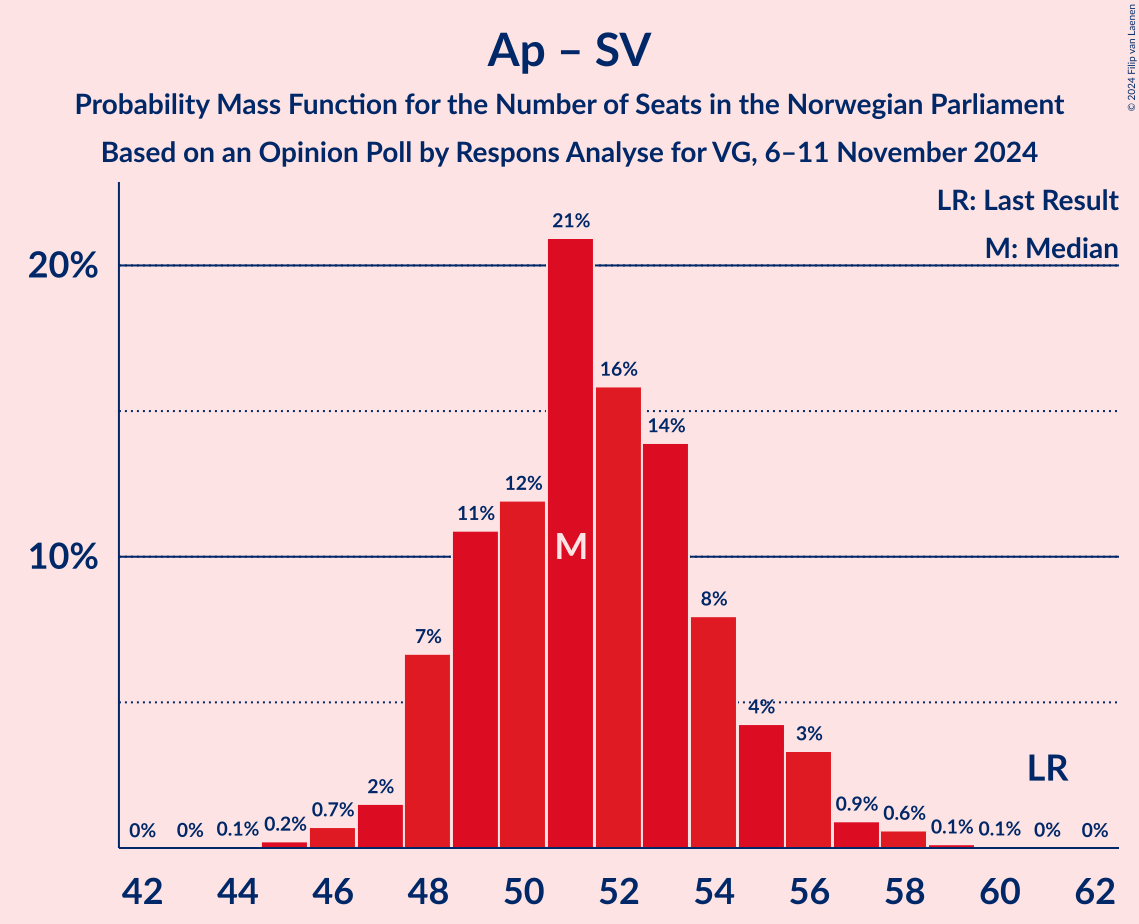 Ap – SV
Probability Mass Function for the Number of Seats in the Norwegian Parliament
Based on an Opinion Poll by Respons Analyse for VG, 6–11 November 2024
© 2024 Filip van Laenen
LR: Last Result
M: Median
20%
10%
0%
0%
0.1%
0.2%
0.7%
2%
7%
11%
12%
21%
16%
14%
8%
4%
3%
0.9%
0.6%
0.1%
0.1%
0%
0%
M
LR
42 44 46 48 50 52 54 56 58 60 62